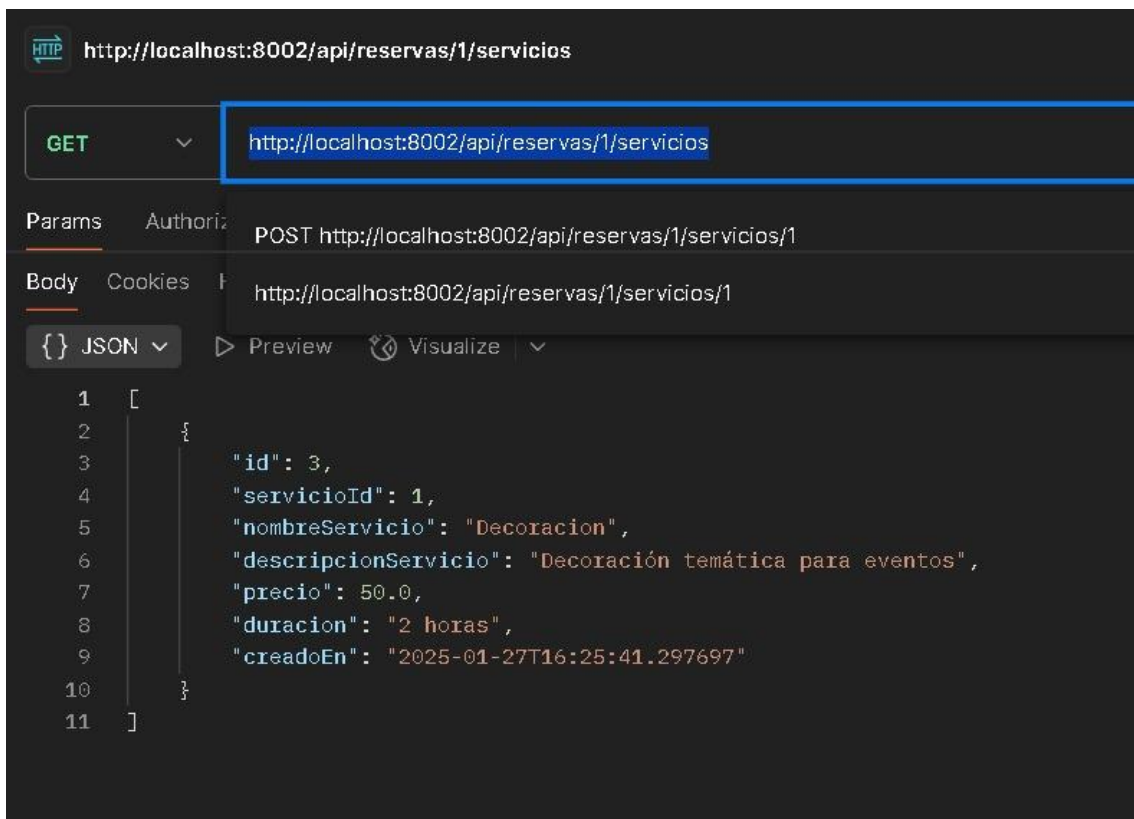 HTTP http://localhost:8002/api/reservas/1/servicios
GET http://localhost:8002/api/reservas/1/servicios
Params Authoriz
POST http://localhost:8002/api/reservas/1/servicios/1
Body Cookies H
http://localhost:8002/api/reservas/1/servicios/1
{} JSON Preview Visualize
1 [
2 {
3 "id": 3,
4 "servicioId": 1,
5 "nombreServicio": "Decoracion",
6 "descripcionServicio": "Decoración temática para eventos",
7 "precio": 50.0,
8 "duracion": "2 horas",
9 "creadoEn": "2025-01-27T16:25:41.297697"
10 }
11 ]